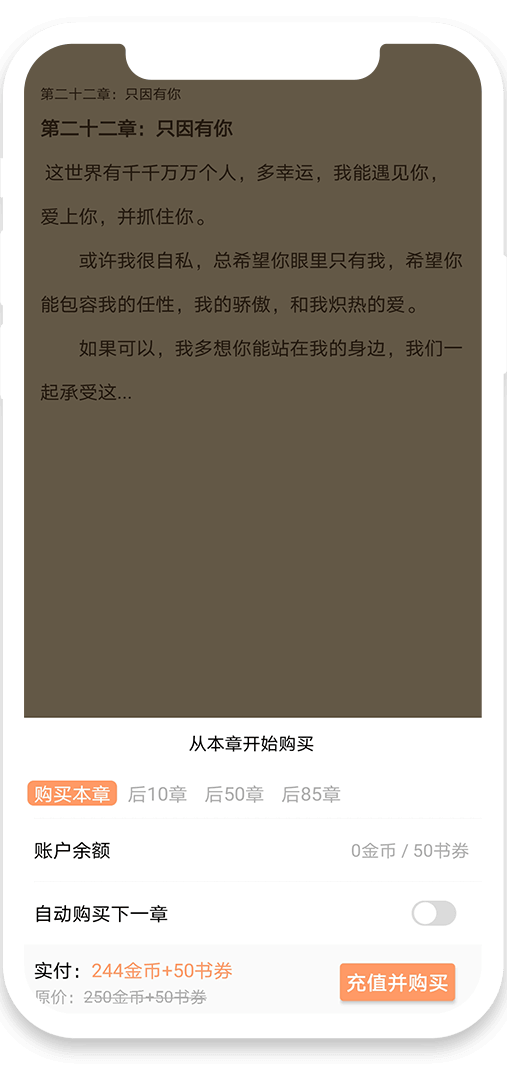 第二十二章：只因有你
第二十二章：只因有你
这世界有千千万万个人，多幸运，我能遇见你，
爱上你，并抓住你。
或许我很自私，总希望你眼里只有我，希望你
能包容我的任性，我的骄傲，和我炽热的爱。
如果可以，我多想你能站在我的身边，我们一
起承受这...
从本章开始购买
购买本章 后10章 后50章 后85章
账户余额 0金币 / 50书券
自动购买下一章
实付：244金币+50书券
原价：250金币+50书券
充值并购买